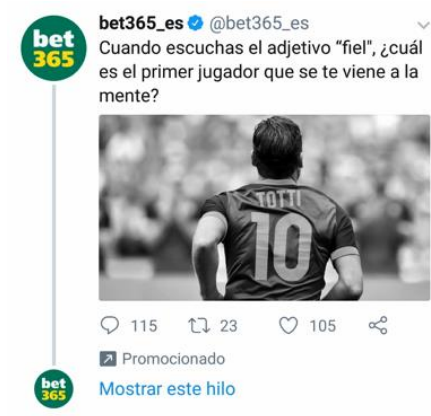 bet365_es @bet365_es
bet
365
Cuando escuchas el adjetivo “fiel", ¿cuál
es el primer jugador que se te viene a la
mente?
TOTTI
10
115 23 105
Promocionado
bet
365
Mostrar este hilo